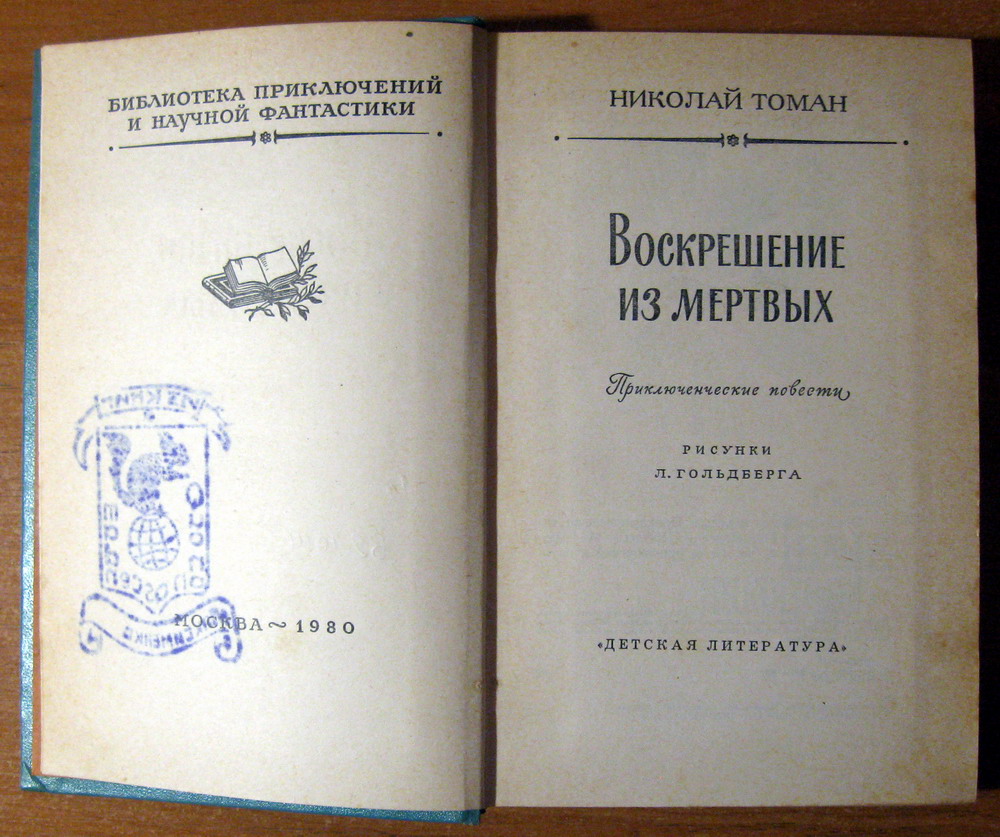 БИБЛИОТЕКА ПРИКЛЮЧЕНИЙ
И НАУЧНОЙ ФАНТАСТИКИ
МОСКВА ~ 1980
НИКОЛАЙ ТОМАН
ВОСКРЕШЕНИЕ
ИЗ МЕРТВЫХ
Приключенческие повести
РИСУНКИ
Л. ГОЛЬДБЕРГА
«ДЕТСКАЯ ЛИТЕРАТУРА»